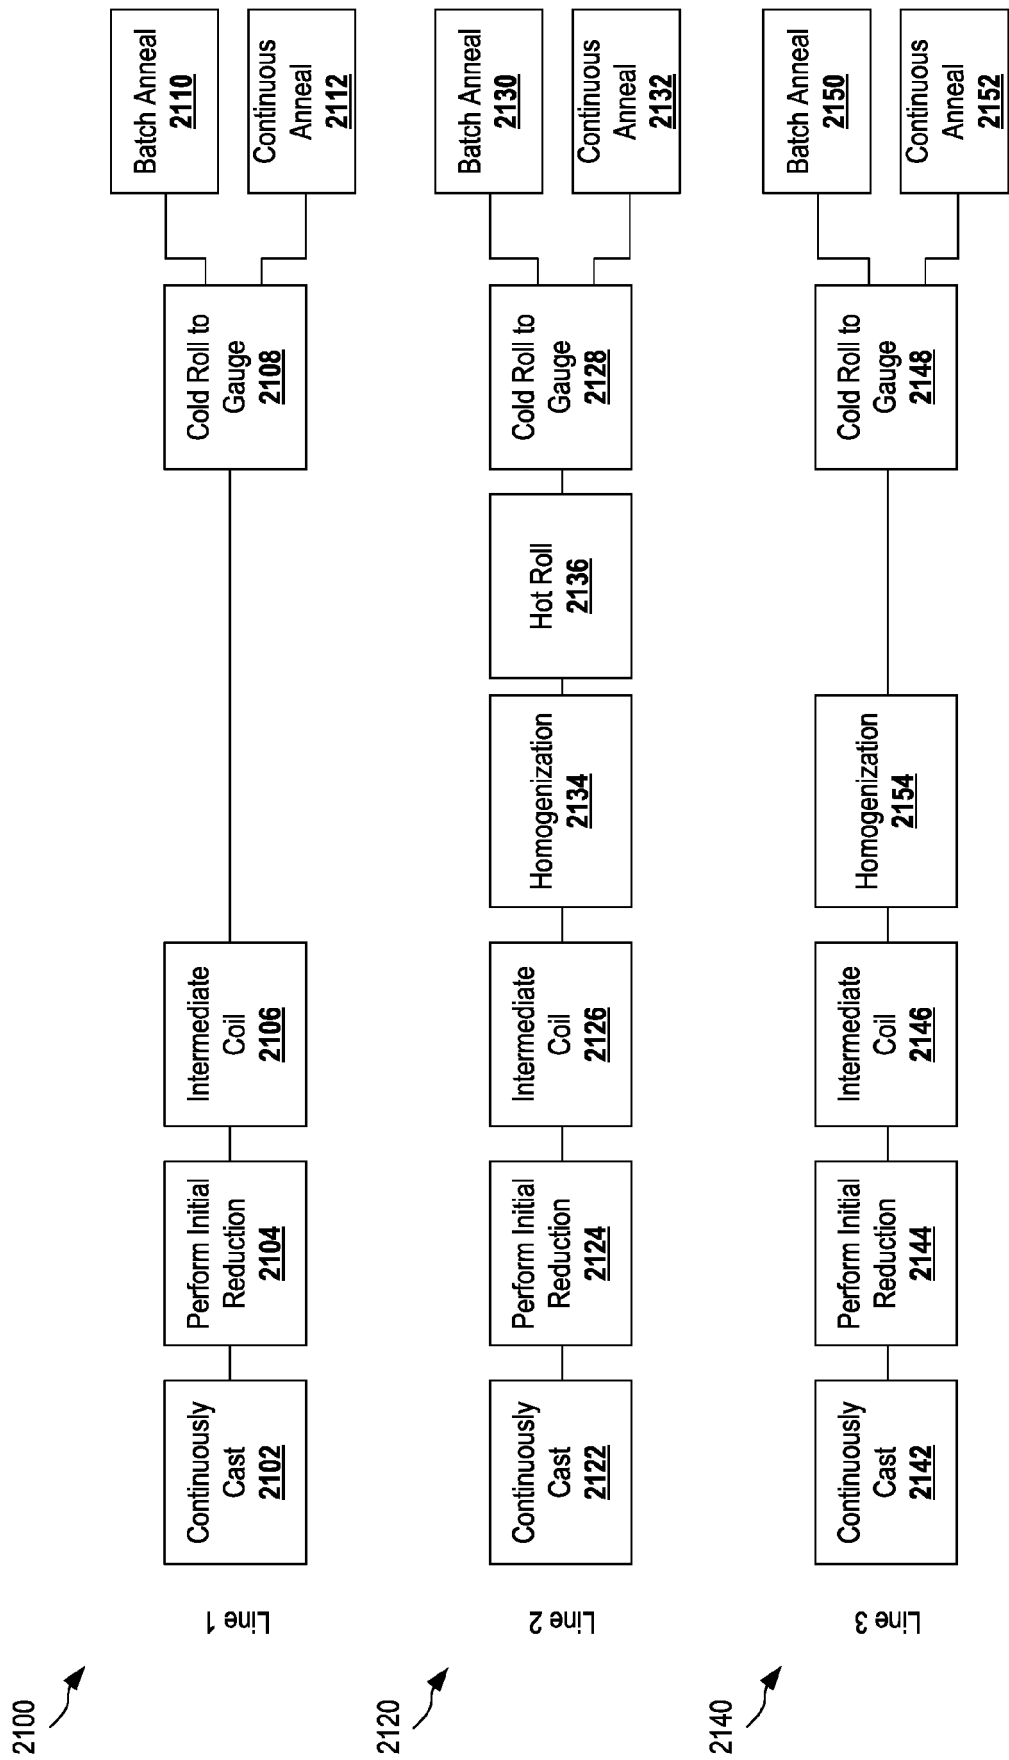 2100
Line 1
Continuously
Cast
2102
Perform Initial
Reduction
2104
Intermediate
Coil
2106
Cold Roll to
Gauge
2108
Batch Anneal
2110
Continuous
Anneal
2112
2120
Line 2
Continuously
Cast
2122
Perform Initial
Reduction
2124
Intermediate
Coil
2126
Homogenization
2134
Hot Roll
2136
Cold Roll to
Gauge
2128
Batch Anneal
2130
Continuous
Anneal
2132
2140
Line 3
Continuously
Cast
2142
Perform Initial
Reduction
2144
Intermediate
Coil
2146
Homogenization
2154
Cold Roll to
Gauge
2148
Batch Anneal
2150
Continuous
Anneal
2152